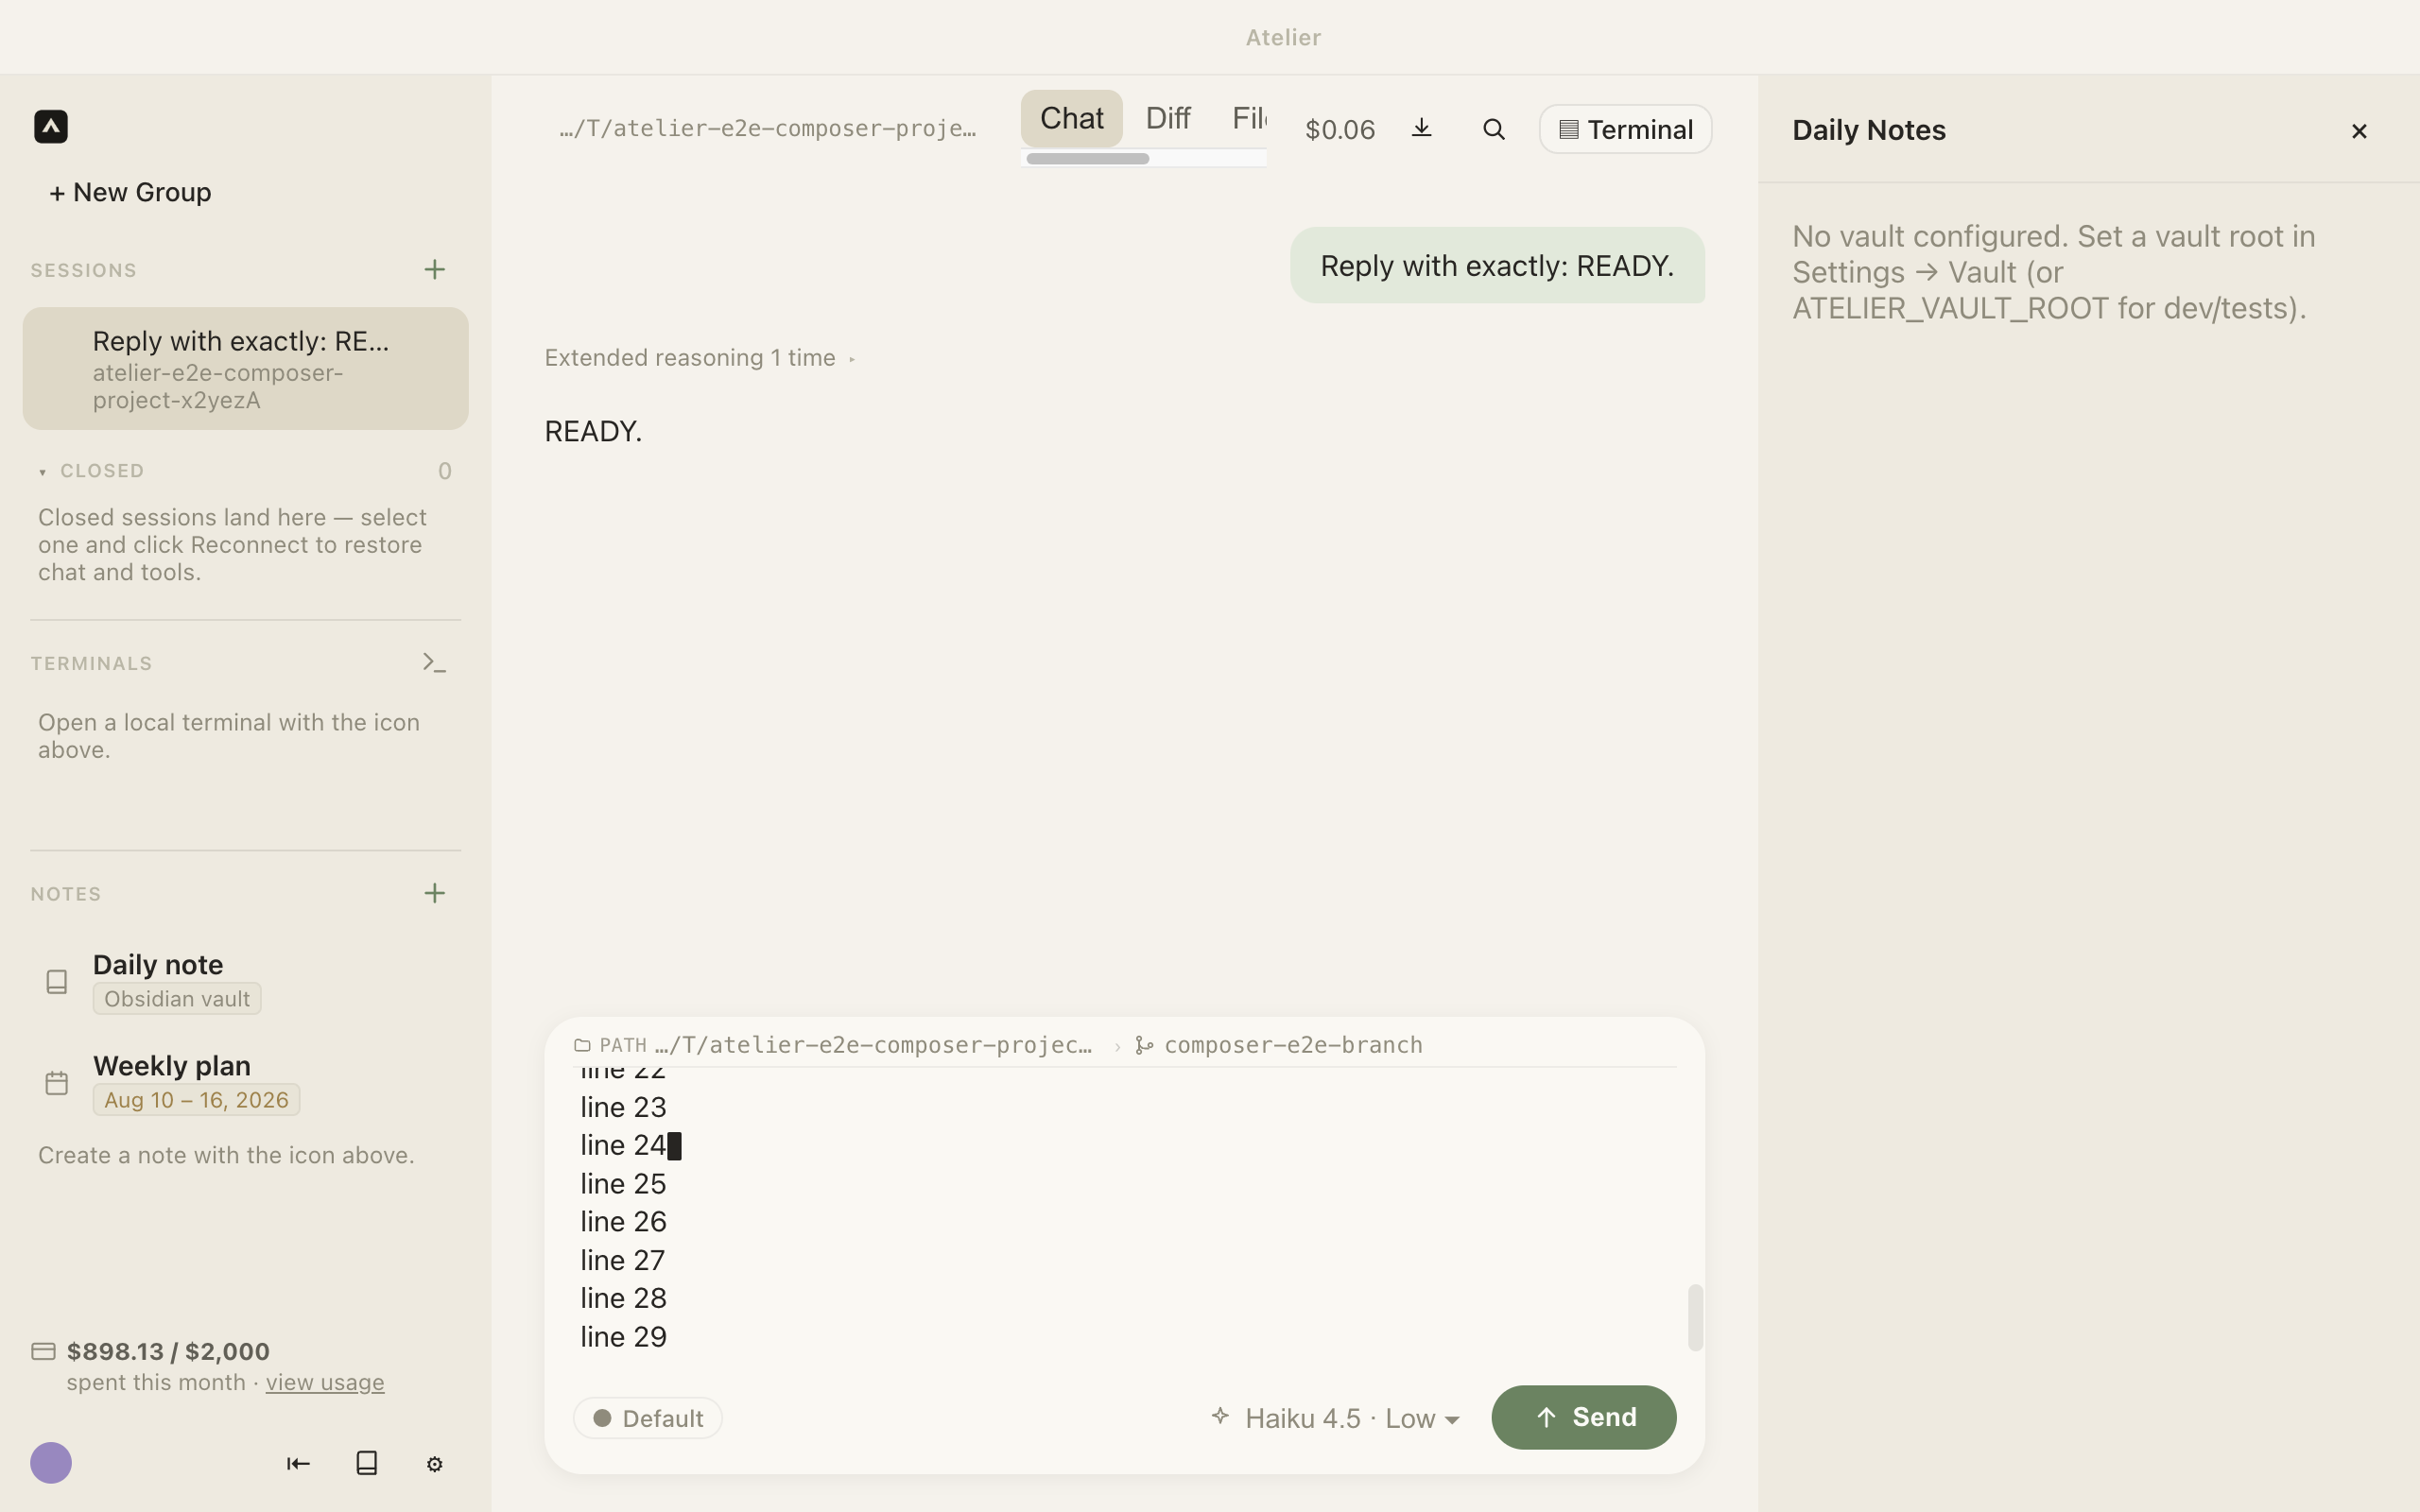 Atelier
+ New Group
SESSIONS
Reply with exactly: RE...
atelier-e2e-composer-
project-x2yezA
CLOSED 0
Closed sessions land here — select
one and click Reconnect to restore
chat and tools.
TERMINALS
Open a local terminal with the icon
above.
NOTES
Daily note
Obsidian vault
Weekly plan
Aug 10 – 16, 2026
Create a note with the icon above.
$898.13 / $2,000
spent this month · view usage
…/T/atelier-e2e-composer-proje…
Chat Diff
$0.06
Terminal
Reply with exactly: READY.
Extended reasoning 1 time
READY.
PATH …/T/atelier-e2e-composer-projec… › composer-e2e-branch
line 22
line 23
line 24
line 25
line 26
line 27
line 28
line 29
Default
Haiku 4.5 · Low
Send
Daily Notes
No vault configured. Set a vault root in
Settings → Vault (or
ATELIER_VAULT_ROOT for dev/tests).